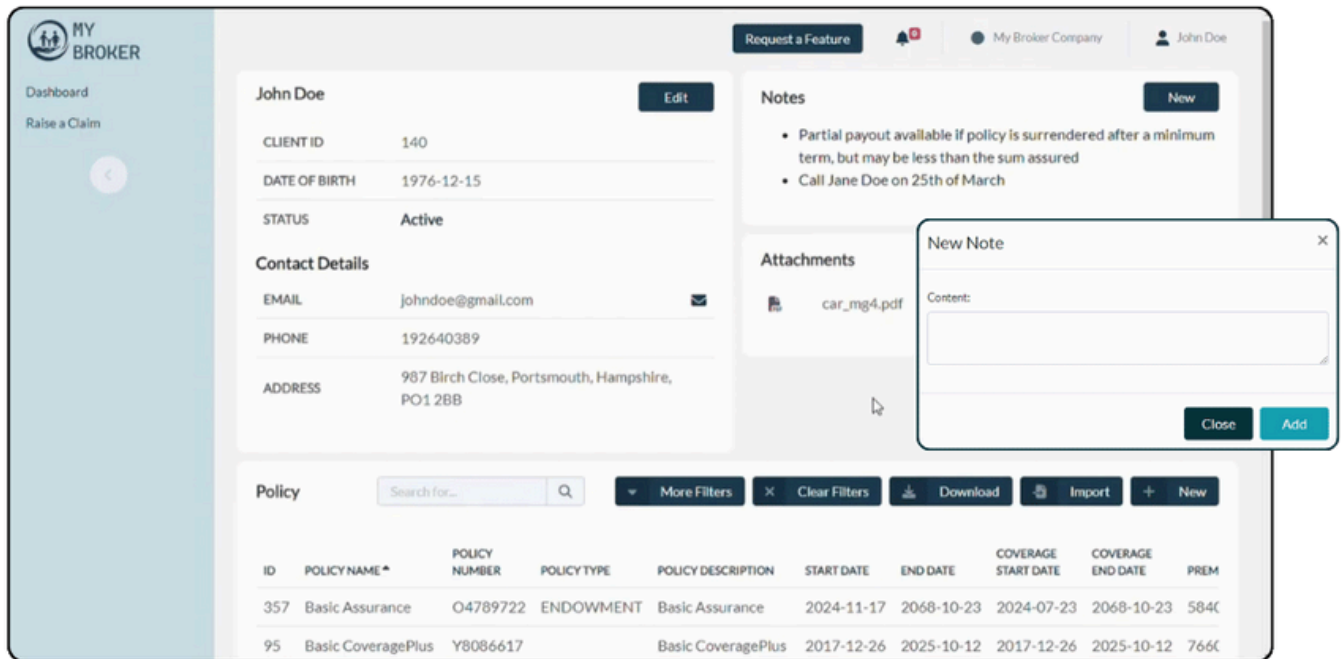 MY
BROKER
Request a Feature
0
My Broker Company
John Doe
Dashboard
Raise a Claim
John Doe
Edit
CLIENT ID 140
DATE OF BIRTH 1976-12-15
STATUS Active
Contact Details
EMAIL johndoe@gmail.com
PHONE 192640389
ADDRESS 987 Birch Close, Portsmouth, Hampshire,
PO1 2BB
Notes
New
• Partial payout available if policy is surrendered after a minimum
term, but may be less than the sum assured
• Call Jane Doe on 25th of March
Attachments
car_mg4.pdf
New Note ×
Content:
Close Add
Policy Search for... More Filters × Clear Filters Download Import + New
ID POLICY NAME POLICY NUMBER POLICY TYPE POLICY DESCRIPTION START DATE END DATE COVERAGE START DATE COVERAGE END DATE PREM
357 Basic Assurance O4789722 ENDOWMENT Basic Assurance 2024-11-17 2068-10-23 2024-07-23 2068-10-23 584
95 Basic CoveragePlus Y8086617 Basic CoveragePlus 2017-12-26 2025-10-12 2017-12-26 2025-10-12 766